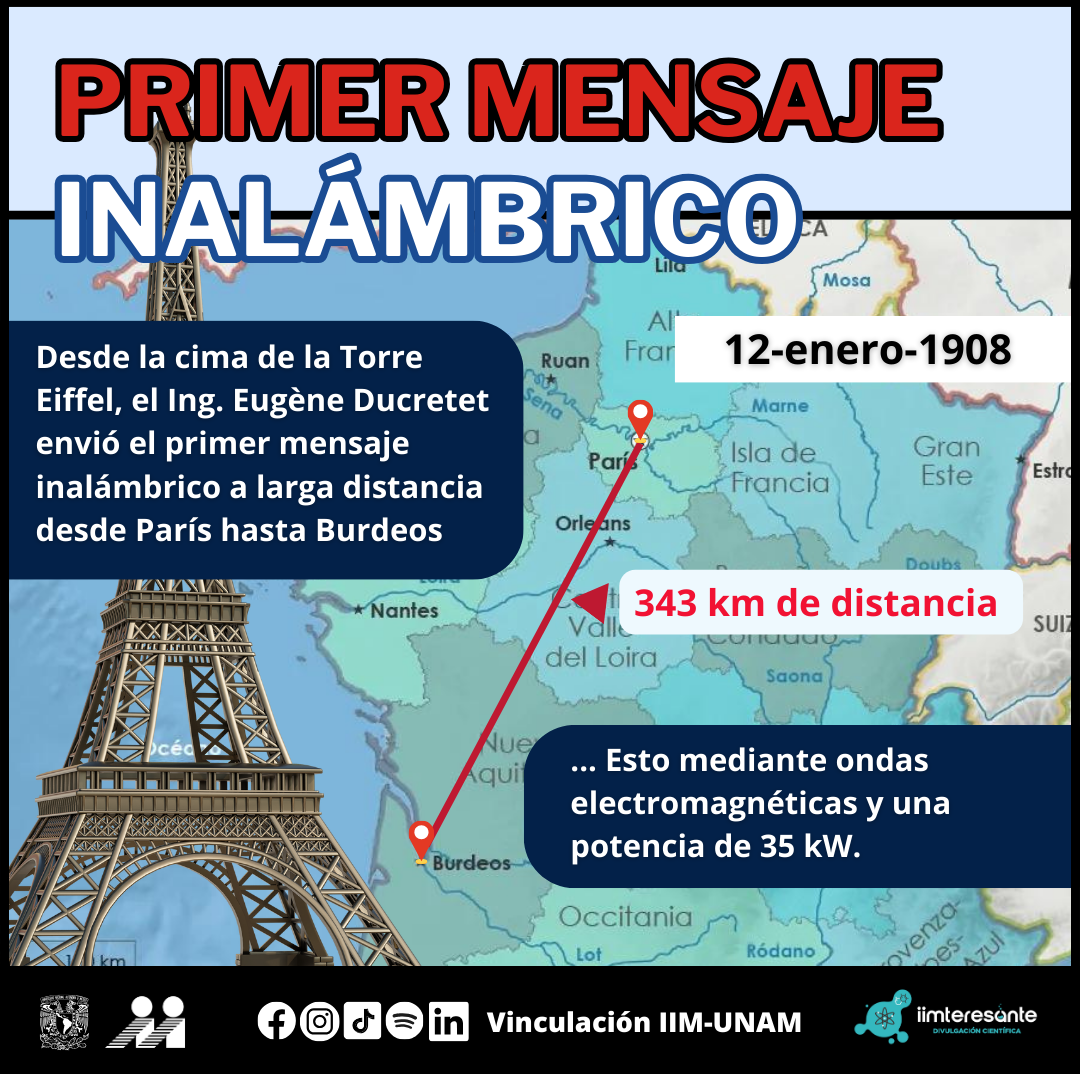 PRIMER MENSAJE
INALÁMBRICO
Lila
Mosa
12-enero-1908
Desde la cima de la Torre
Eiffel, el Ing. Eugène Ducretet
envió el primer mensaje
inalámbrico a larga distancia
desde París hasta Burdeos
Ruan
Sena
Marne
París
Isla de
Francia
Gran
Este
Orleans
Doubs
343 km de distancia
Nantes
Valle
del Loira
Saona
... Esto mediante ondas
electromagnéticas y una
potencia de 35 kW.
Burdeos
Occitania
Lot
Ródano
Vinculación IIM-UNAM
iimteresante
DIVULGACIÓN CIENTÍFICA